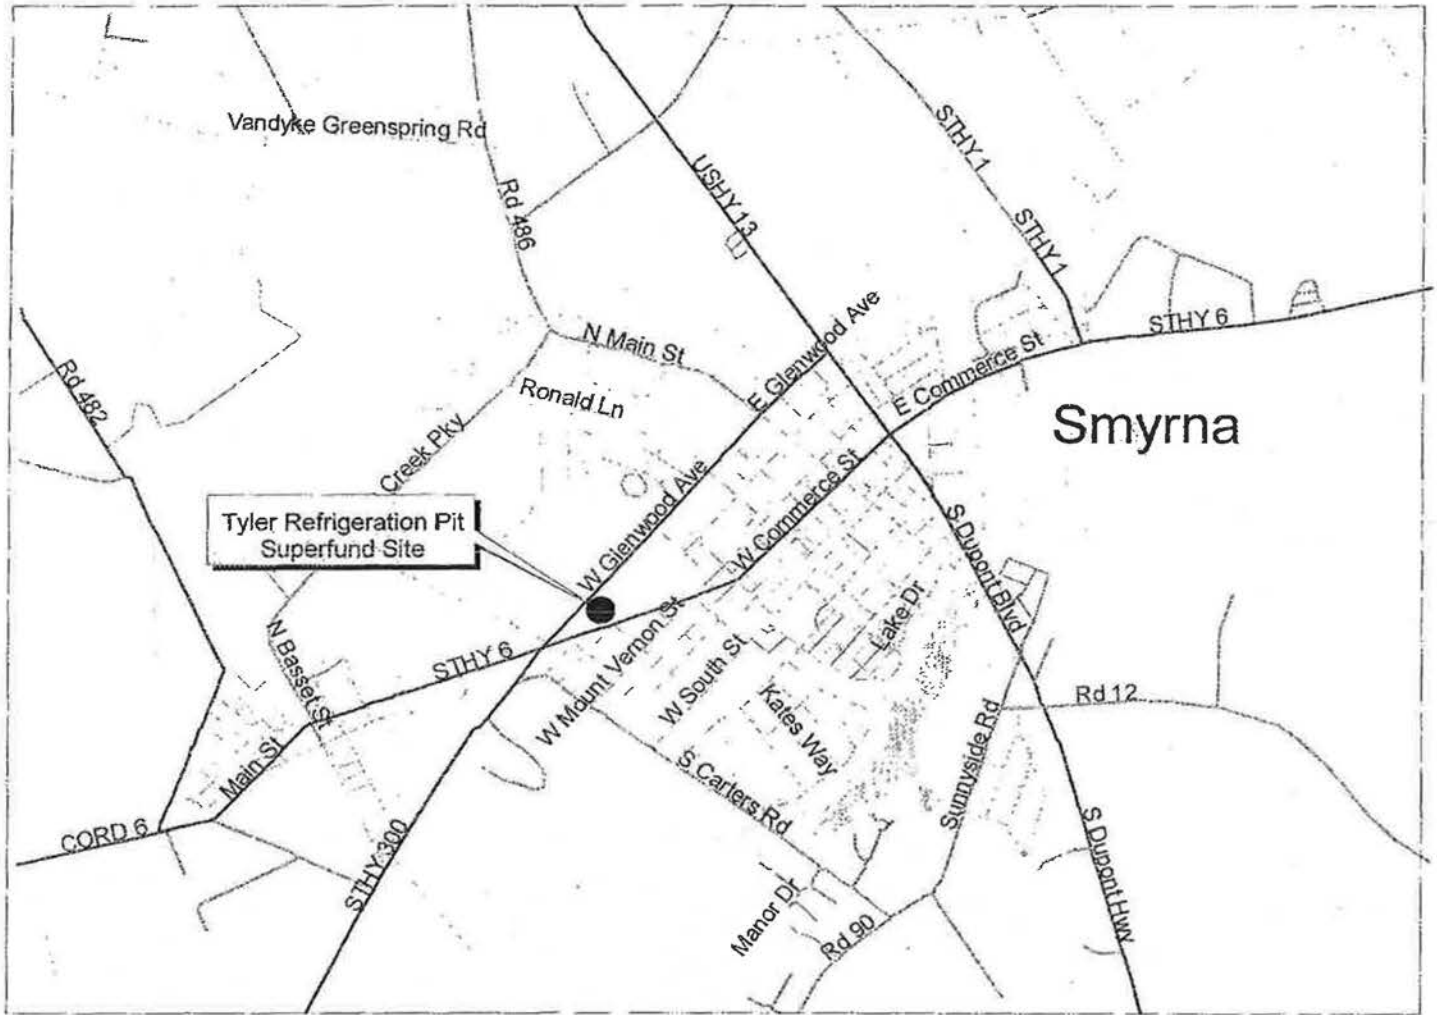 Vandyke Greenspring Rd
Rd 486
USHY 13
STHY 1
STHY 1
STHY 6
E Glenwood Ave
N Main St
E Commerce St
Rd 482
Ronald Ln
Smyrna
Creek Pky
W Glenwood Ave
W Commerce St
Tyler Refrigeration Pit
Superfund Site
S Dupont Blvd
Lake Dr
N Basset St
STHY 6
W Mount Vernon St
W South St
Kates Way
Rd 12
Sunnyside Rd
Main St
S Carters Rd
CORD 6
STHY 300
S Dupont Hwy
Manor Dr
Rd 90